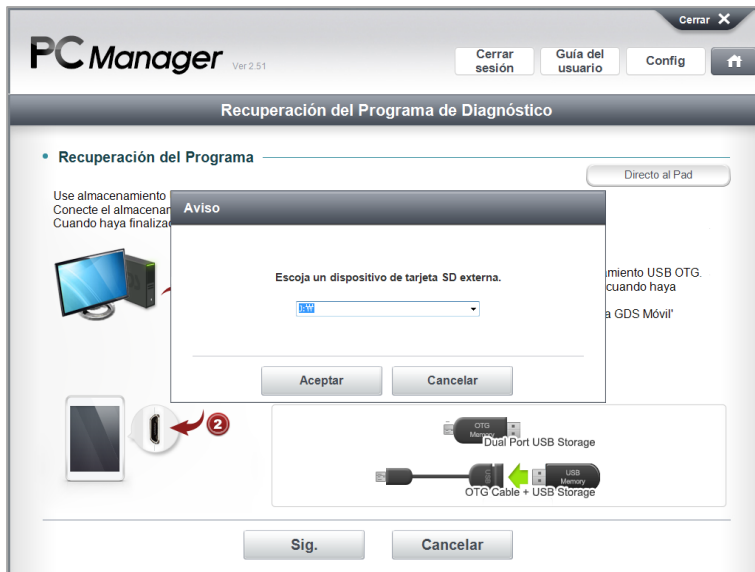 Cerrar X
PC Manager Ver 2.51
Cerrar sesión
Guía del usuario
Config
Recuperación del Programa de Diagnóstico
• Recuperación del Programa
Directo al Pad
Use almacenamiento
Conecte el almacenar
Cuando haya finaliza
Aviso
Escoja un dispositivo de tarjeta SD externa.
Aceptar
Cancelar
amiento USB OTG.
cuando haya
a GDS Móvil'
2
OTG
Memory
Dual Port USB Storage
USB
USB
Memory
OTG Cable + USB Storage
Sig.
Cancelar